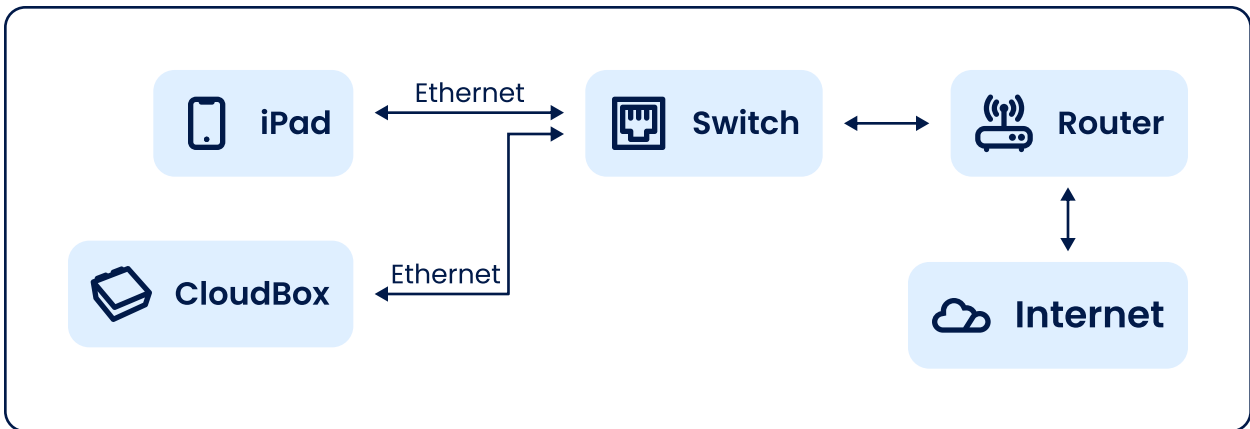 Ethernet
iPad
Switch
Router
Ethernet
CloudBox
Internet